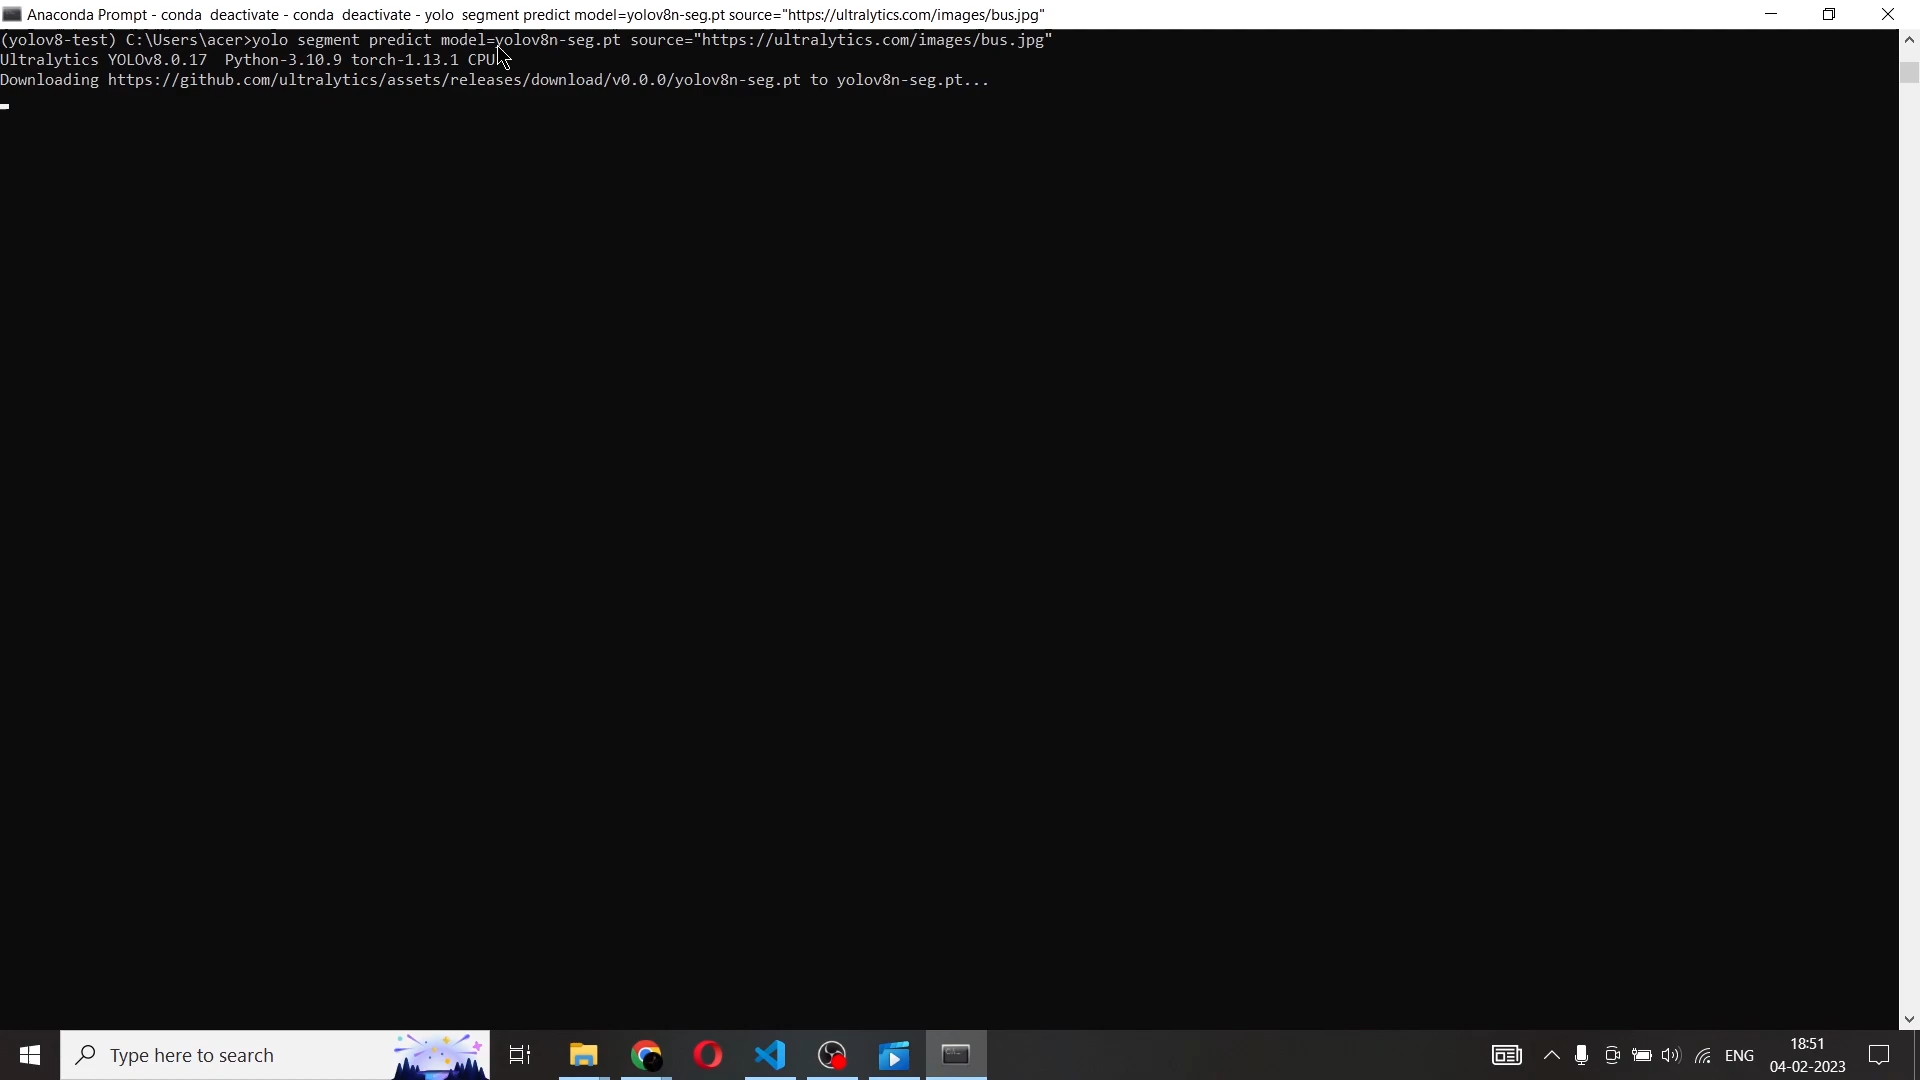 Anaconda Prompt - conda  deactivate - conda  deactivate - yolo  segment predict model=yolov8n-seg.pt source="https://ultralytics.com/images/bus.jpg"
(yolov8-test) C:\Users\acer>yolo segment predict model=yolov8n-seg.pt source="https://ultralytics.com/images/bus.jpg"
Ultralytics YOLOv8.0.17  Python-3.10.9 torch-1.13.1 CPU
Downloading https://github.com/ultralytics/assets/releases/download/v0.0.0/yolov8n-seg.pt to yolov8n-seg.pt...
Type here to search
ENG
18:51
04-02-2023